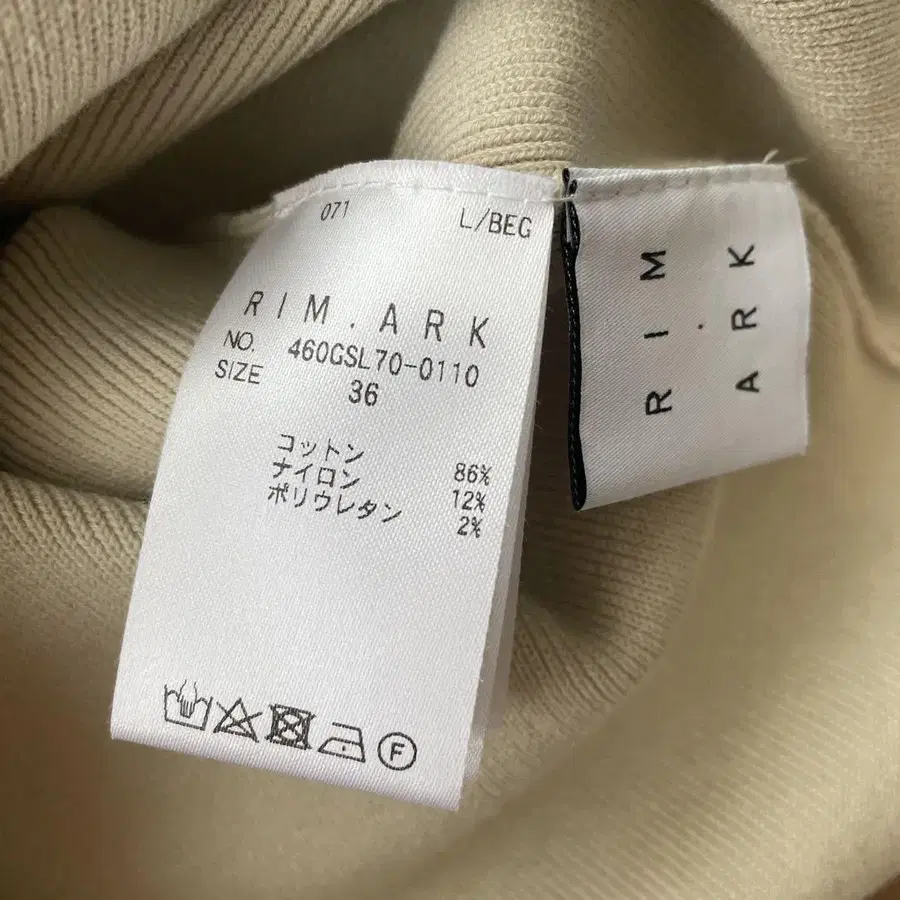 071 L/BEG
RIM.ARK
NO. 460GSL70-0110
SIZE 36
コットン 86%
ナイロン 12%
ポリウレタン 2%
F
RIM.
ARK